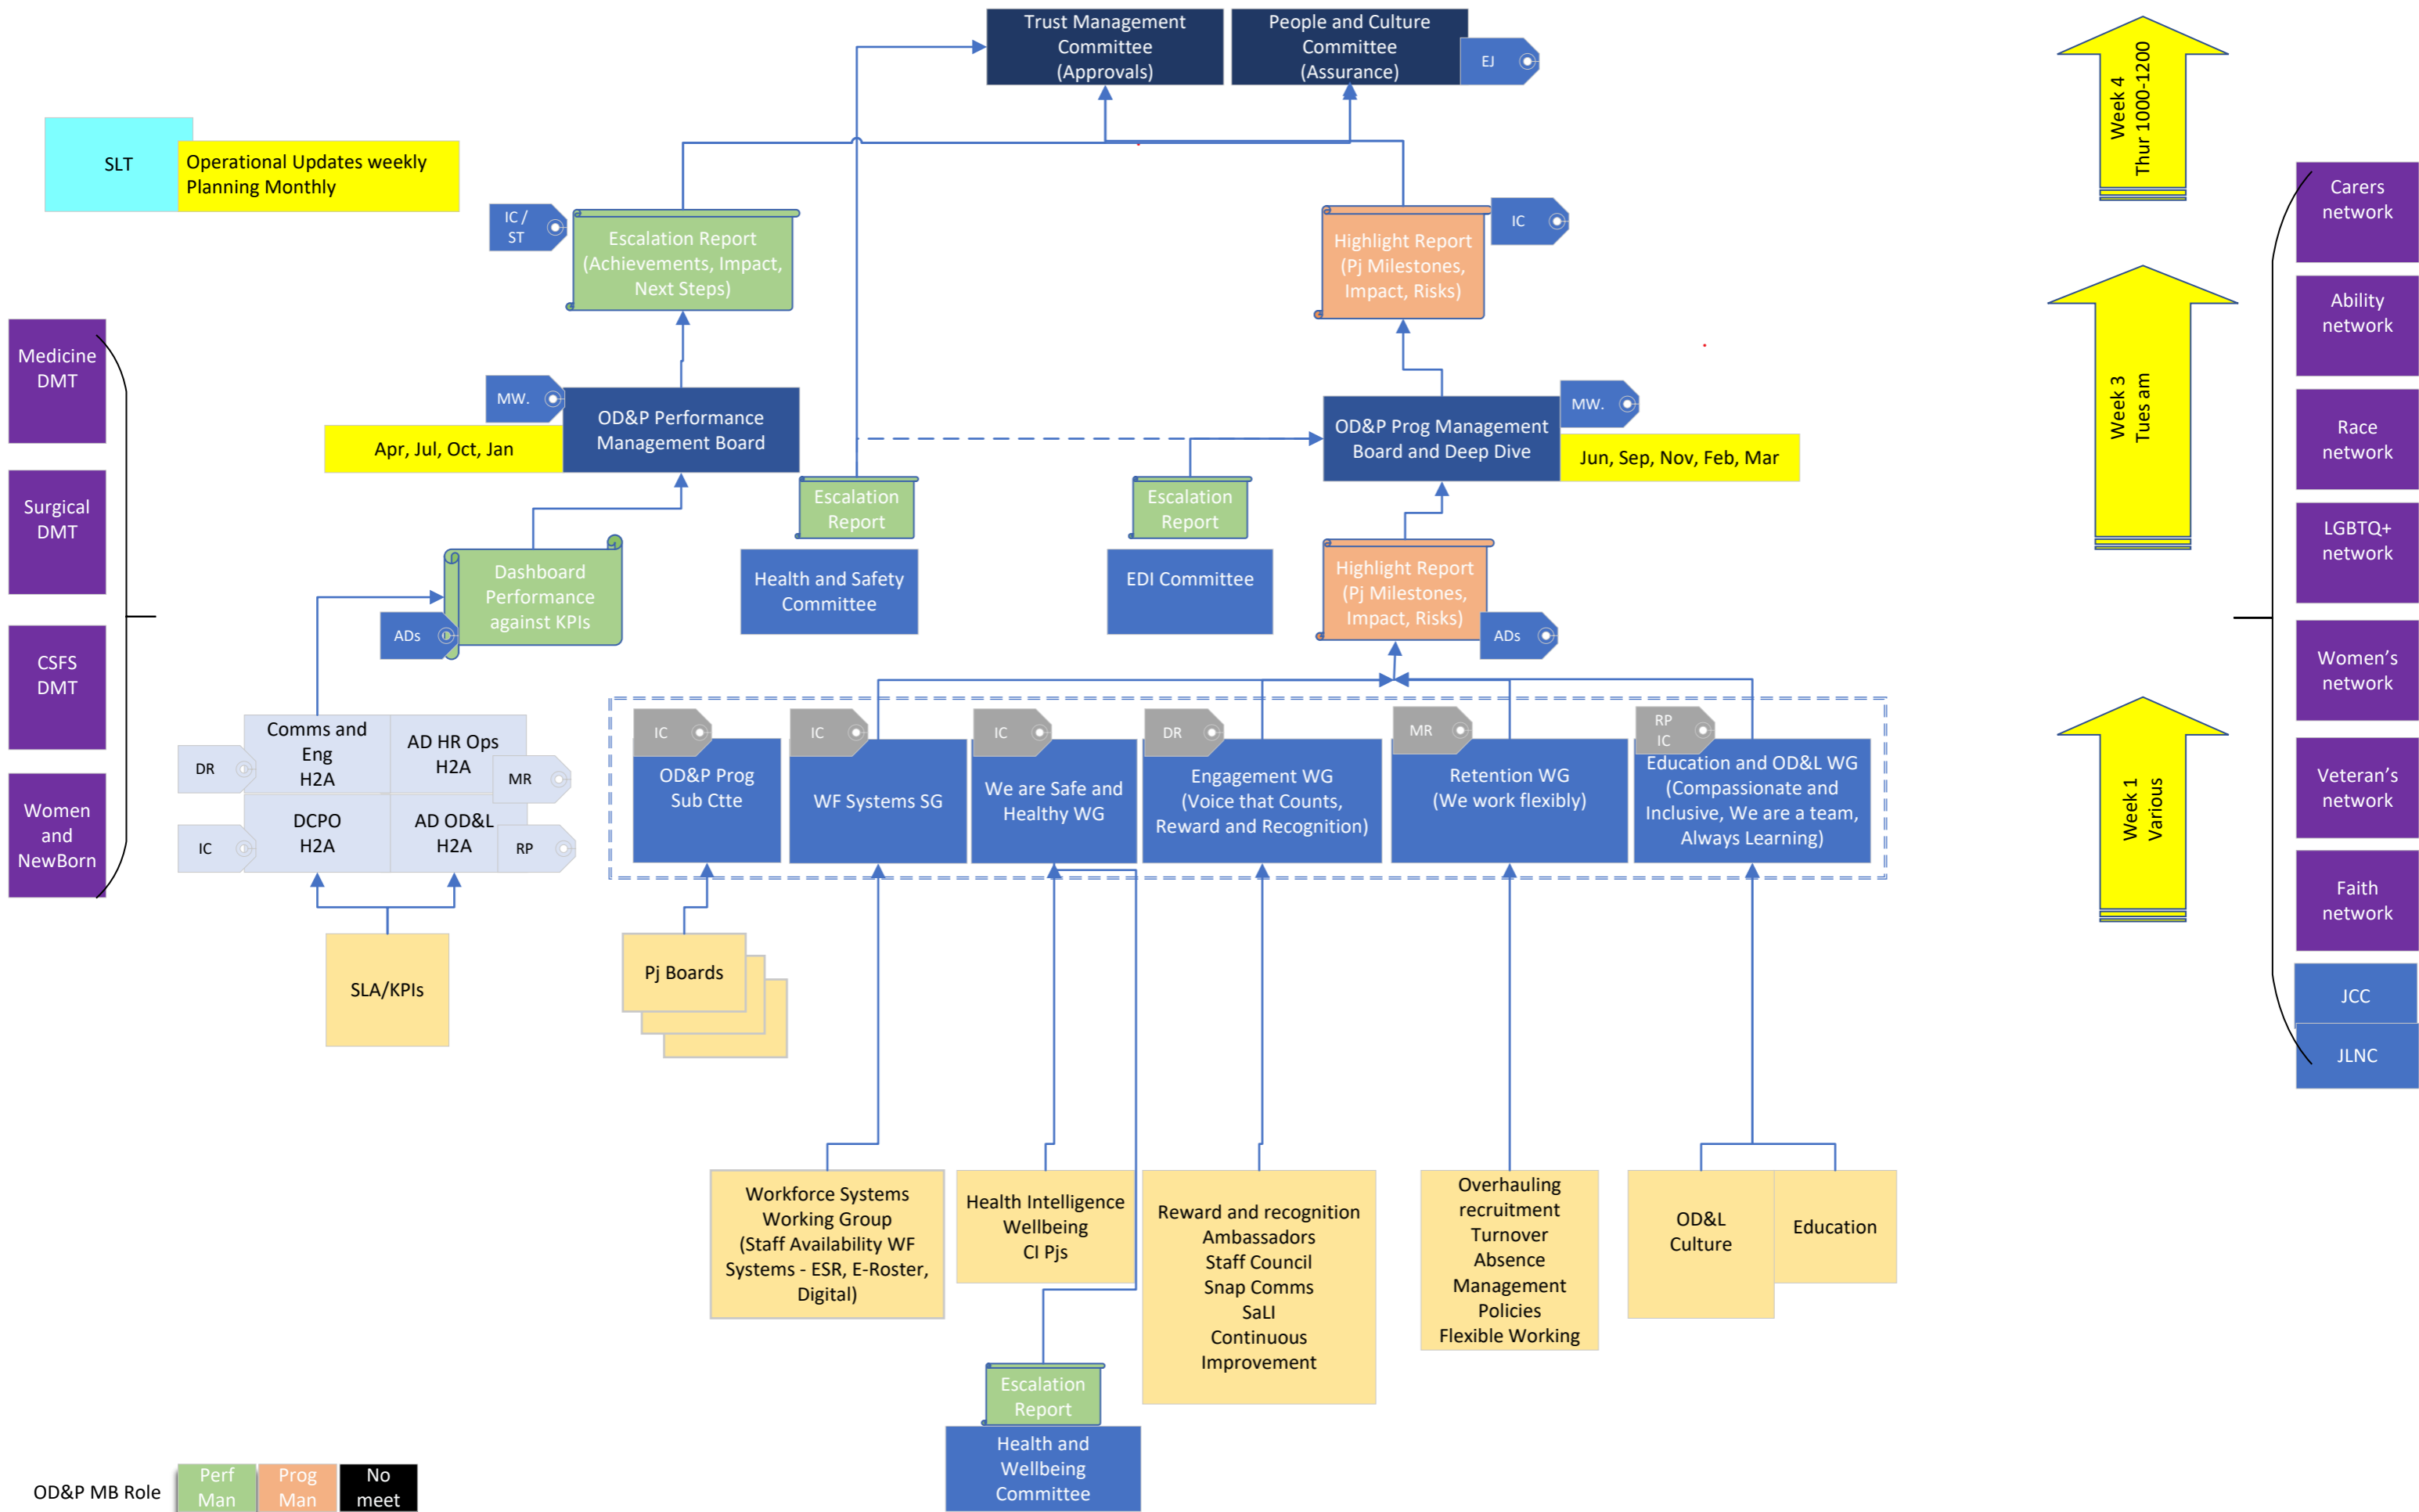 Trust Management
Committee
(Approvals)
People and Culture
Committee
(Assurance)
EJ
Week 4
Thur 1000-1200
SLT
Operational Updates weekly
Planning Monthly
IC /
ST
Escalation Report
(Achievements, Impact,
Next Steps)
Highlight Report
(Pj Milestones,
Impact, Risks)
IC
Week 3
Tues am
Carers
network
Ability
network
Race
network
LGBTQ+
network
Women's
network
Veteran's
network
Faith
network
JCC
JLNC
Medicine
DMT
Surgical
DMT
CSFS
DMT
Women
and
NewBorn
MW.
OD&P Performance
Management Board
Apr, Jul, Oct, Jan
OD&P Prog Management
Board and Deep Dive
MW.
Jun, Sep, Nov, Feb, Mar
Escalation
Report
Health and Safety
Committee
Escalation
Report
EDI Committee
Dashboard
Performance
against KPIs
ADs
Highlight Report
(Pj Milestones,
Impact, Risks)
ADs
Comms and
Eng
H2A
AD HR Ops
H2A
DR
MR
DCPO
H2A
AD OD&L
H2A
IC
RP
IC
OD&P Prog
Sub Ctte
IC
WF Systems SG
IC
We are Safe and
Healthy WG
DR
Engagement WG
(Voice that Counts,
Reward and Recognition)
MR
Retention WG
(We work flexibly)
RP
IC
Education and OD&L WG
(Compassionate and
Inclusive, We are a team,
Always Learning)
Week 1
Various
SLA/KPIs
Pj Boards
Workforce Systems
Working Group
(Staff Availability WF
Systems - ESR, E-Roster,
Digital)
Health Intelligence
Wellbeing
CI Pjs
Reward and recognition
Ambassadors
Staff Council
Snap Comms
SaLI
Continuous
Improvement
Overhauling
recruitment
Turnover
Absence
Management
Policies
Flexible Working
OD&L
Culture
Education
Escalation
Report
Health and
Wellbeing
Committee
OD&P MB Role
Perf
Man
Prog
Man
No
meet